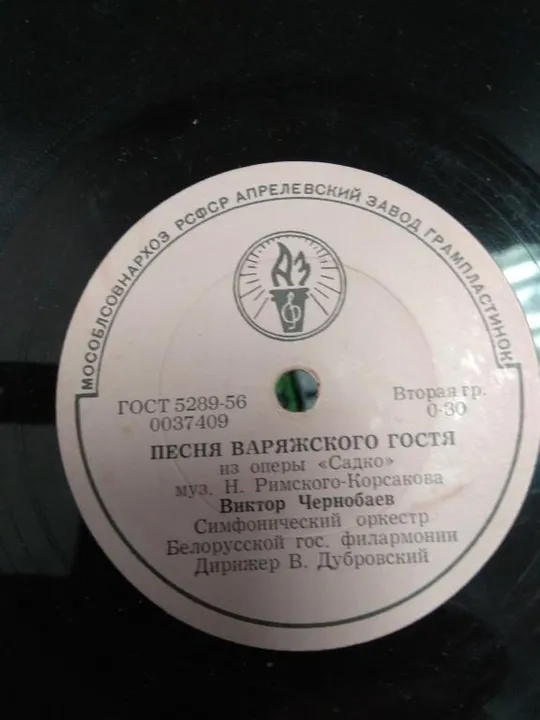 МОСОБЛСОВНАРХОЗ РСФСР АПРЕЛЕВСКИЙ ЗАВОД ГРАМПЛАСТИНОК
АЗ
ГОСТ 5289-56
0037409
Вторая гр.
0-30
ПЕСНЯ ВАРЯЖСКОГО ГОСТЯ
из оперы «Садко»
муз. Н. Римского-Корсакова
Виктор Чернобаев
Симфонический оркестр
Белорусской гос. филармонии
Дирижер В. Дубровский